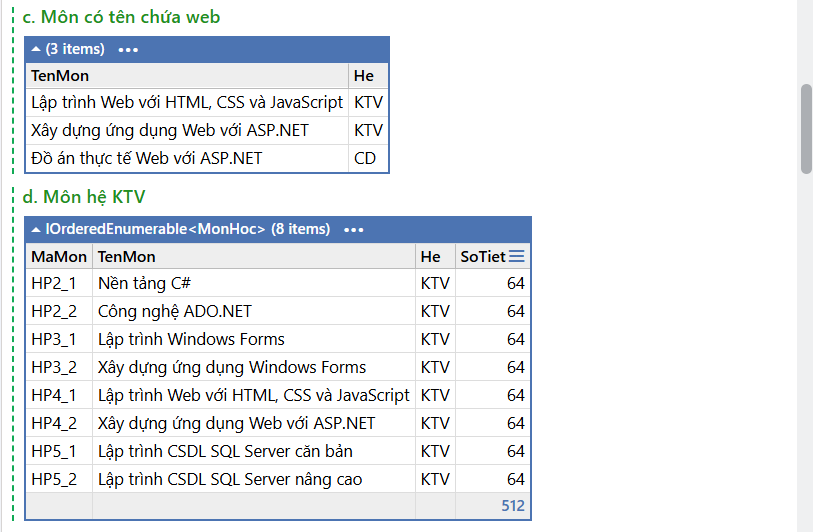 c. Môn có tên chứa web
(3 items) •••
TenMon He
Lập trình Web với HTML, CSS và JavaScript KTV
Xây dựng ứng dụng Web với ASP.NET KTV
Đồ án thực tế Web với ASP.NET CD
d. Môn hệ KTV
IOrderedEnumerable<MonHoc> (8 items) •••
MaMon TenMon He SoTiet
HP2_1 Nền tảng C# KTV 64
HP2_2 Công nghệ ADO.NET KTV 64
HP3_1 Lập trình Windows Forms KTV 64
HP3_2 Xây dựng ứng dụng Windows Forms KTV 64
HP4_1 Lập trình Web với HTML, CSS và JavaScript KTV 64
HP4_2 Xây dựng ứng dụng Web với ASP.NET KTV 64
HP5_1 Lập trình CSDL SQL Server căn bản KTV 64
HP5_2 Lập trình CSDL SQL Server nâng cao KTV 64
512